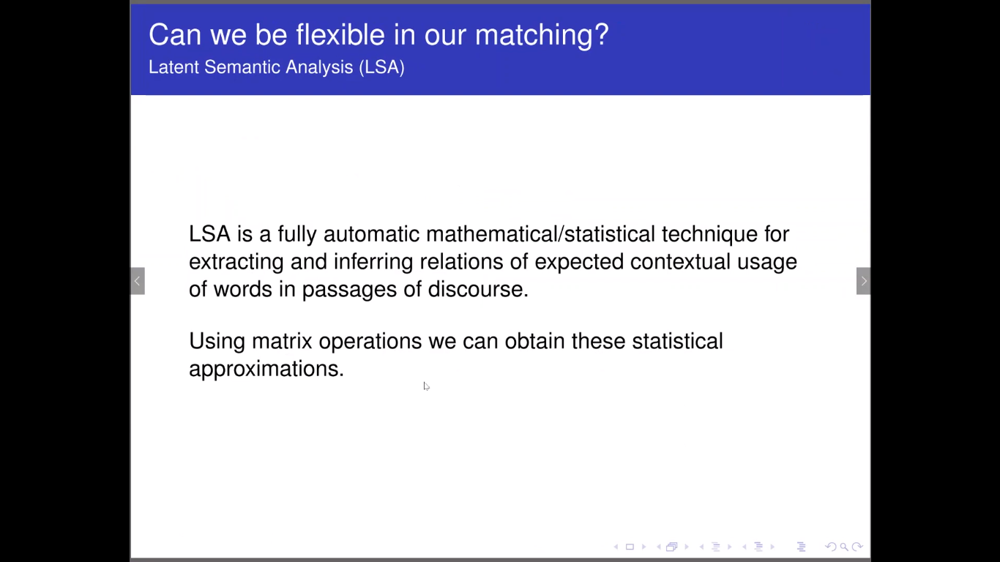 Can we be flexible in our matching?
Latent Semantic Analysis (LSA)
LSA is a fully automatic mathematical/statistical technique for
extracting and inferring relations of expected contextual usage
of words in passages of discourse.
Using matrix operations we can obtain these statistical
approximations.